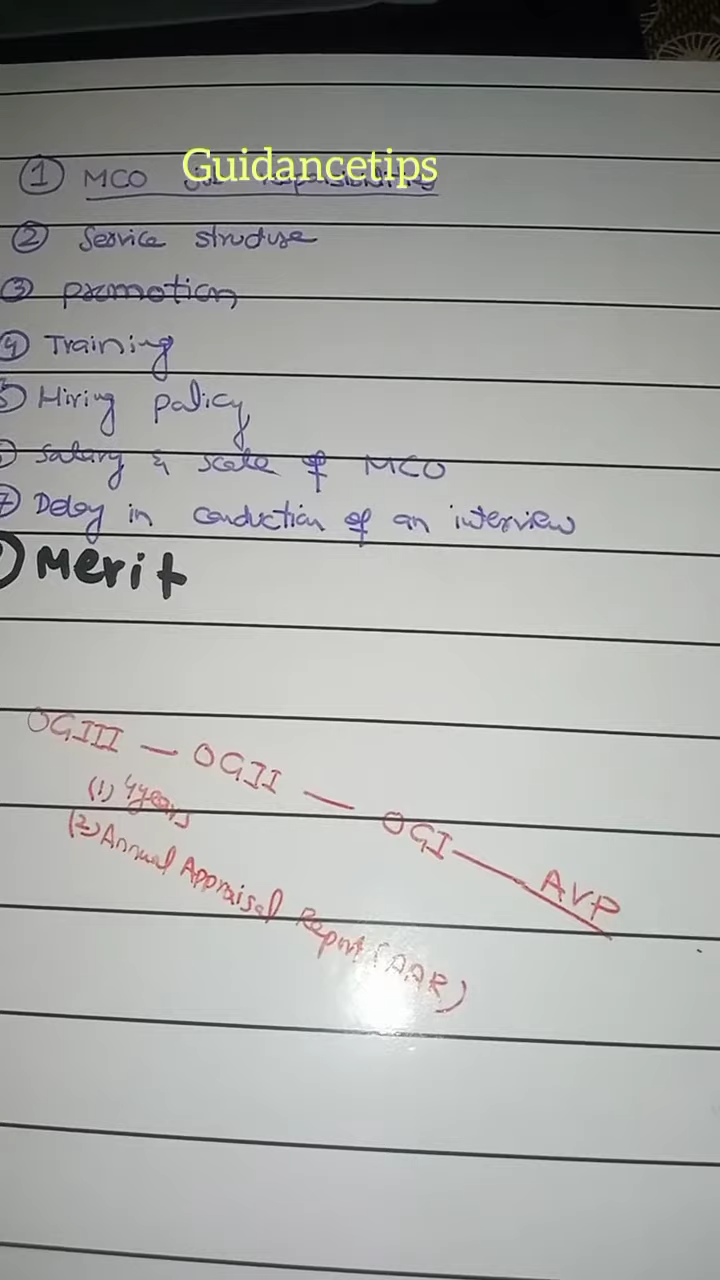 Guidancetips
① MCO
② Service structure
③ promotion
④ Training
5) Hiring policy
) salary & scale of MCO
7) Delay in conduction of an interview
) Merit
OGIII — OGII — OGI — AVP
(1) 4years
(2) Annual Appraisal Report (AAR)